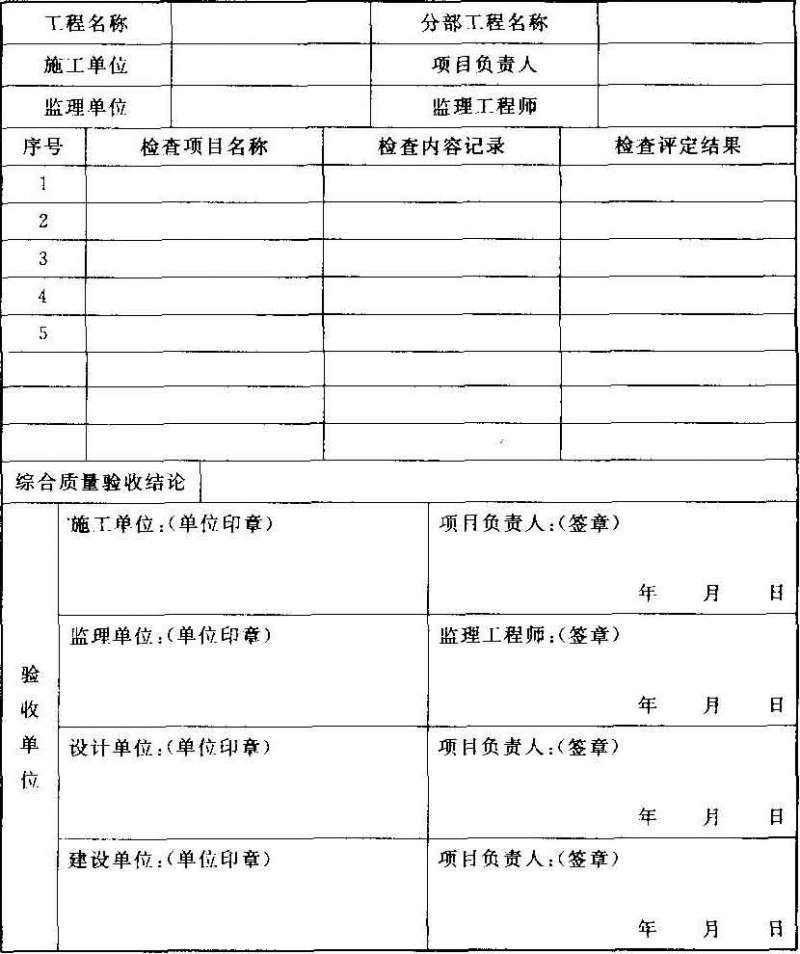 工程名称 分部工程名称
施工单位 项目负责人
监理单位 监理工程师
序号 检查项目名称 检查内容记录 检查评定结果
1
2
3
4
5
综合质量验收结论
验收单位
施工单位:(单位印章) 项目负责人:(签章)
年 月 日
监理单位:(单位印章) 监理工程师:(签章)
年 月 日
设计单位:(单位印章) 项目负责人:(签章)
年 月 日
建设单位:(单位印章) 项目负责人:(签章)
年 月 日